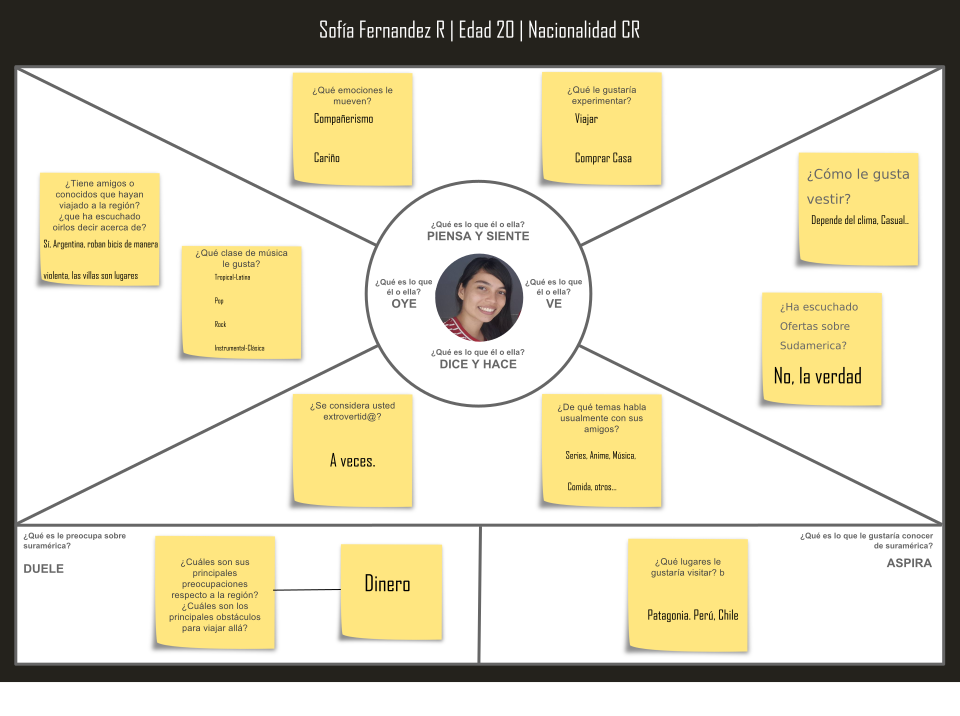 Sofía Fernandez R | Edad 20 | Nacionalidad CR
¿Qué emociones le
mueven?
Compañerismo
Cariño
¿Qué le gustaría
experimentar?
Viajar
Comprar Casa
¿Tiene amigos o
conocidos que hayan
viajado a la región?
¿que ha escuchado
oirlos decir acerca de?
Si, Argentina, roban bicis de manera
violenta, las villas son lugares
¿Qué clase de música
le gusta?
Tropical-Latino
Pop
Rock
Instrumental-Clásica
¿Cómo le gusta
vestir?
Depende del clima, Casual..
¿Ha escuchado
Ofertas sobre
Sudamerica?
No, la verdad
¿Qué es lo que él o ella?
PIENSA Y SIENTE
¿Qué es lo que
él o ella?
OYE
¿Qué es lo que
él o ella?
VE
¿Qué es lo que él o ella?
DICE Y HACE
¿Se considera usted
extrovertid@?
A veces.
¿De qué temas habla
usualmente con sus
amigos?
Series, Anime, Música,
Comida, otros...
¿Qué es le preocupa sobre
suramérica?
DUELE
¿Cuáles son sus
principales
preocupaciones
respecto a la región?
¿Cuáles son los
principales obstáculos
para viajar allá?
Dinero
¿Qué es lo que le gustaría conocer
de suramérica?
ASPIRA
¿Qué lugares le
gustaría visitar? b
Patagonia. Perú, Chile